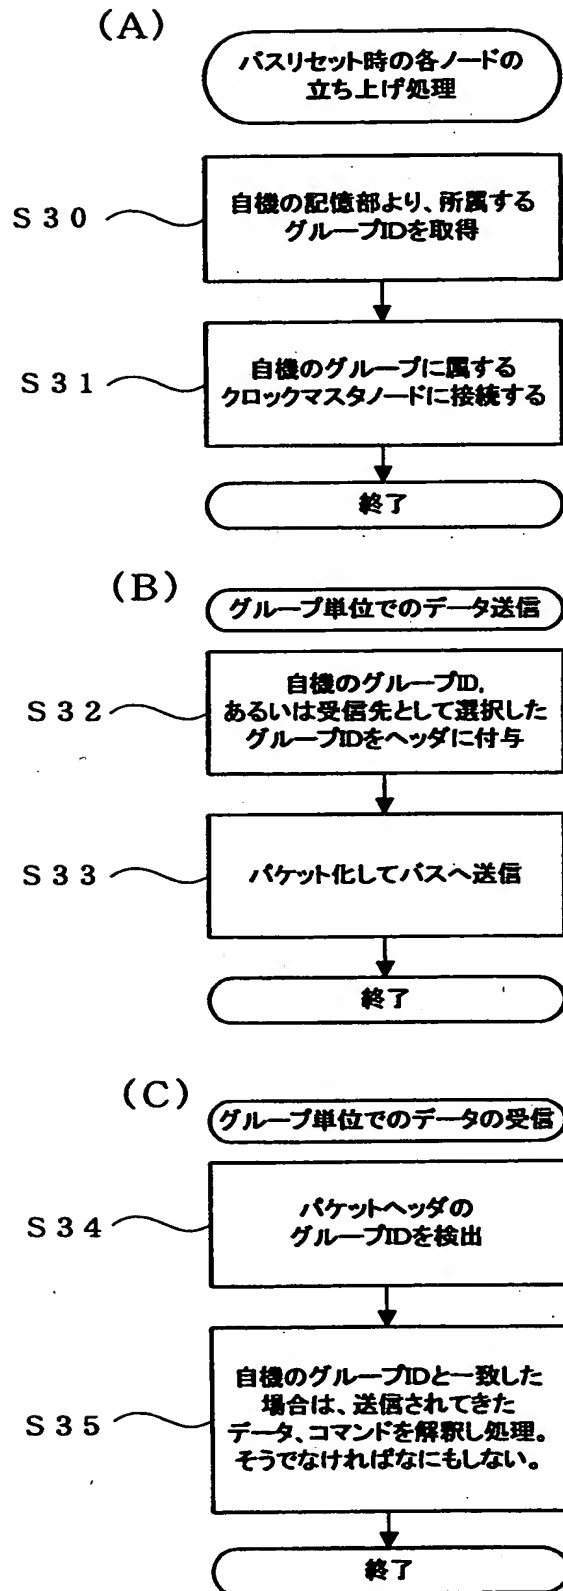 (A)
バスリセット時の各ノードの
立ち上げ処理
S30
自機の記憶部より、所属する
グループIDを取得
S31
自機のグループに属する
クロックマスタノードに接続する
終了
(B)
グループ単位でのデータ送信
S32
自機のグループID,
あるいは受信先として選択した
グループIDをヘッダに付与
S33
パケット化してバスへ送信
終了
(C)
グループ単位でのデータの受信
S34
パケットヘッダの
グループIDを検出
S35
自機のグループIDと一致した
場合は、送信されてきた
データ、コマンドを解釈し処理。
そうでなければなにもしない。
終了